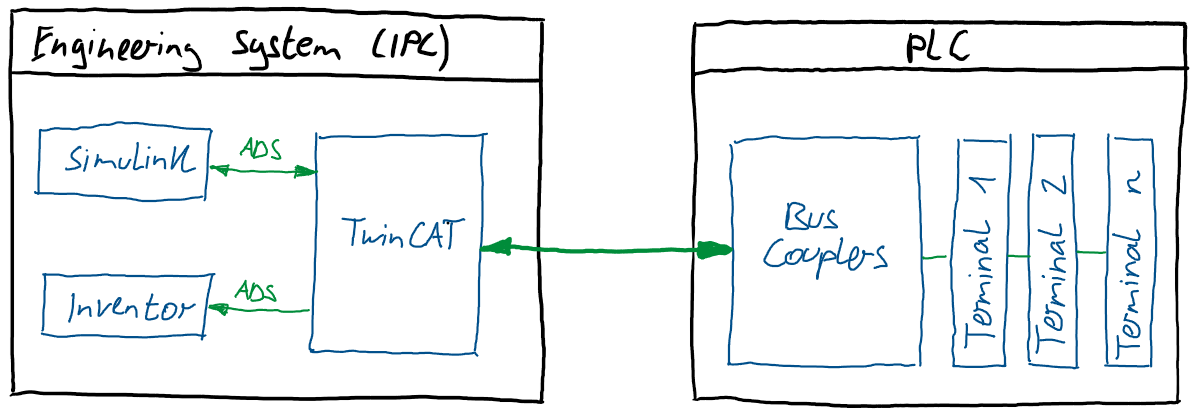 Engineering System (IPC)
PLC
Simulink
ADS
TwinCAT
Inventor
ADS
Bus
Couplers
Terminal 1
Terminal 2
Terminal n